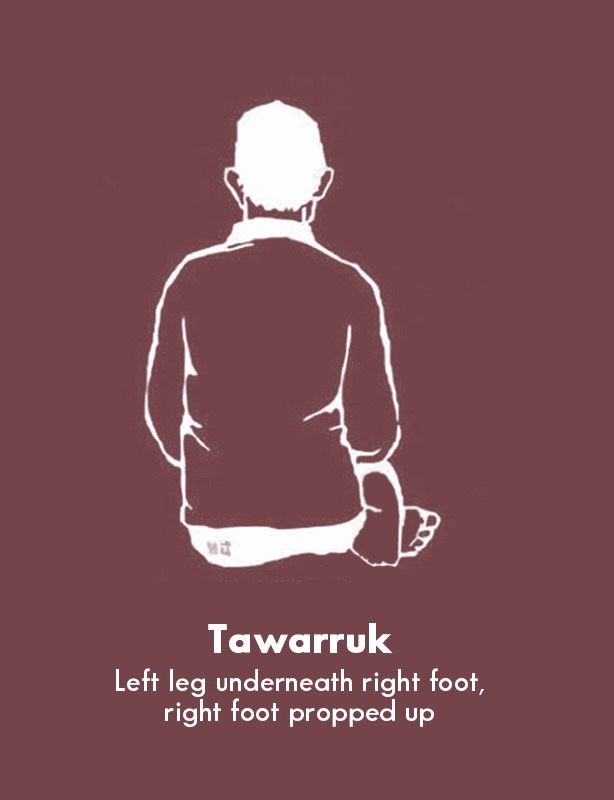 Tawarruk
Left leg underneath right foot,
right foot propped up